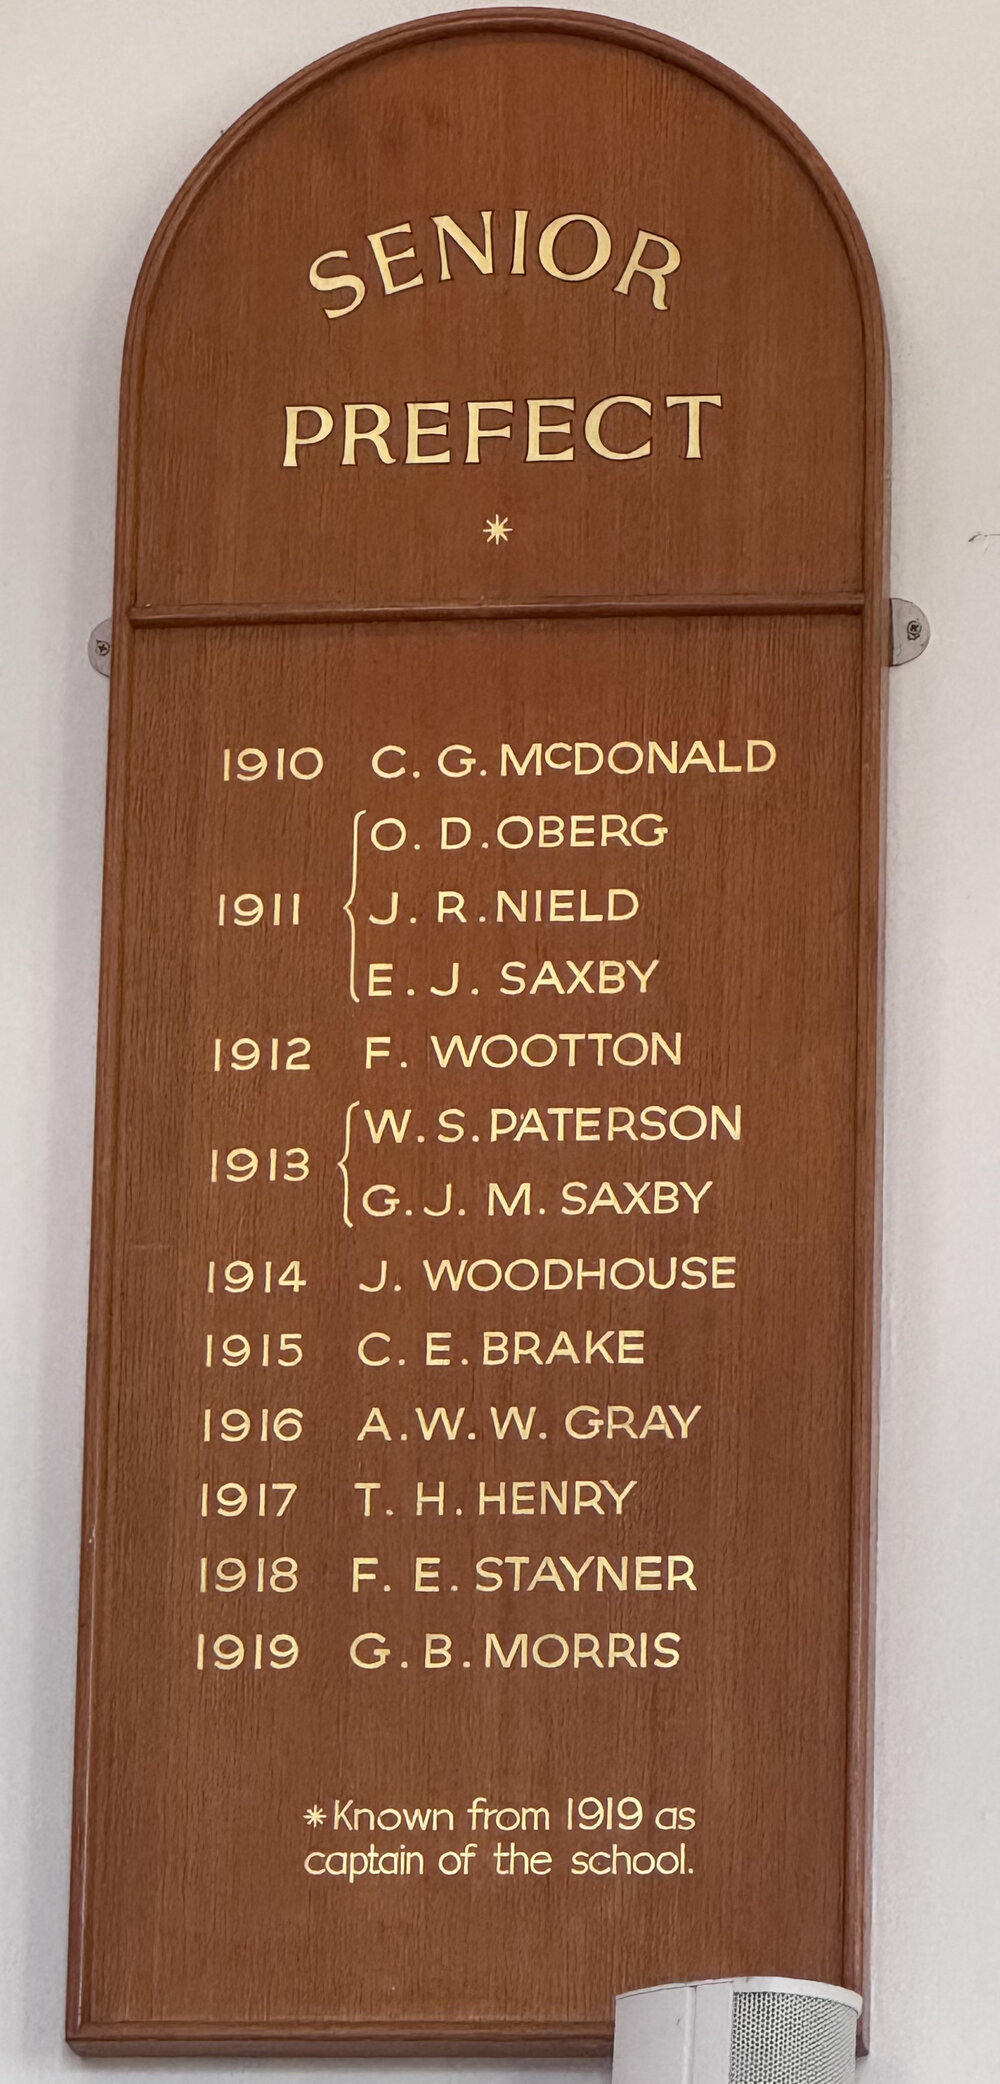 SENIOR
PREFECT
*
1910 C. G. McDONALD
O. D. OBERG
1911 J. R. NIELD
E. J. SAXBY
1912 F. WOOTTON
W. S. PATERSON
1913
G. J. M. SAXBY
1914 J. WOODHOUSE
1915 C. E. BRAKE
1916 A. W. W. GRAY
1917 T. H. HENRY
1918 F. E. STAYNER
1919 G. B. MORRIS
*Known from 1919 as
captain of the school.